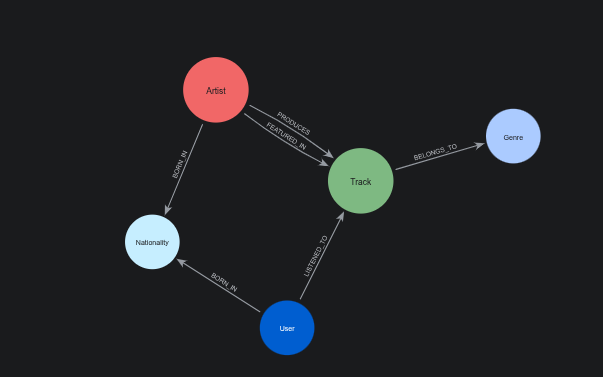 Artist
PRODUCES
FEATURED_IN
Genre
BELONGS_TO
BORN_IN
Track
Nationality
LISTENED_TO
BORN_IN
User